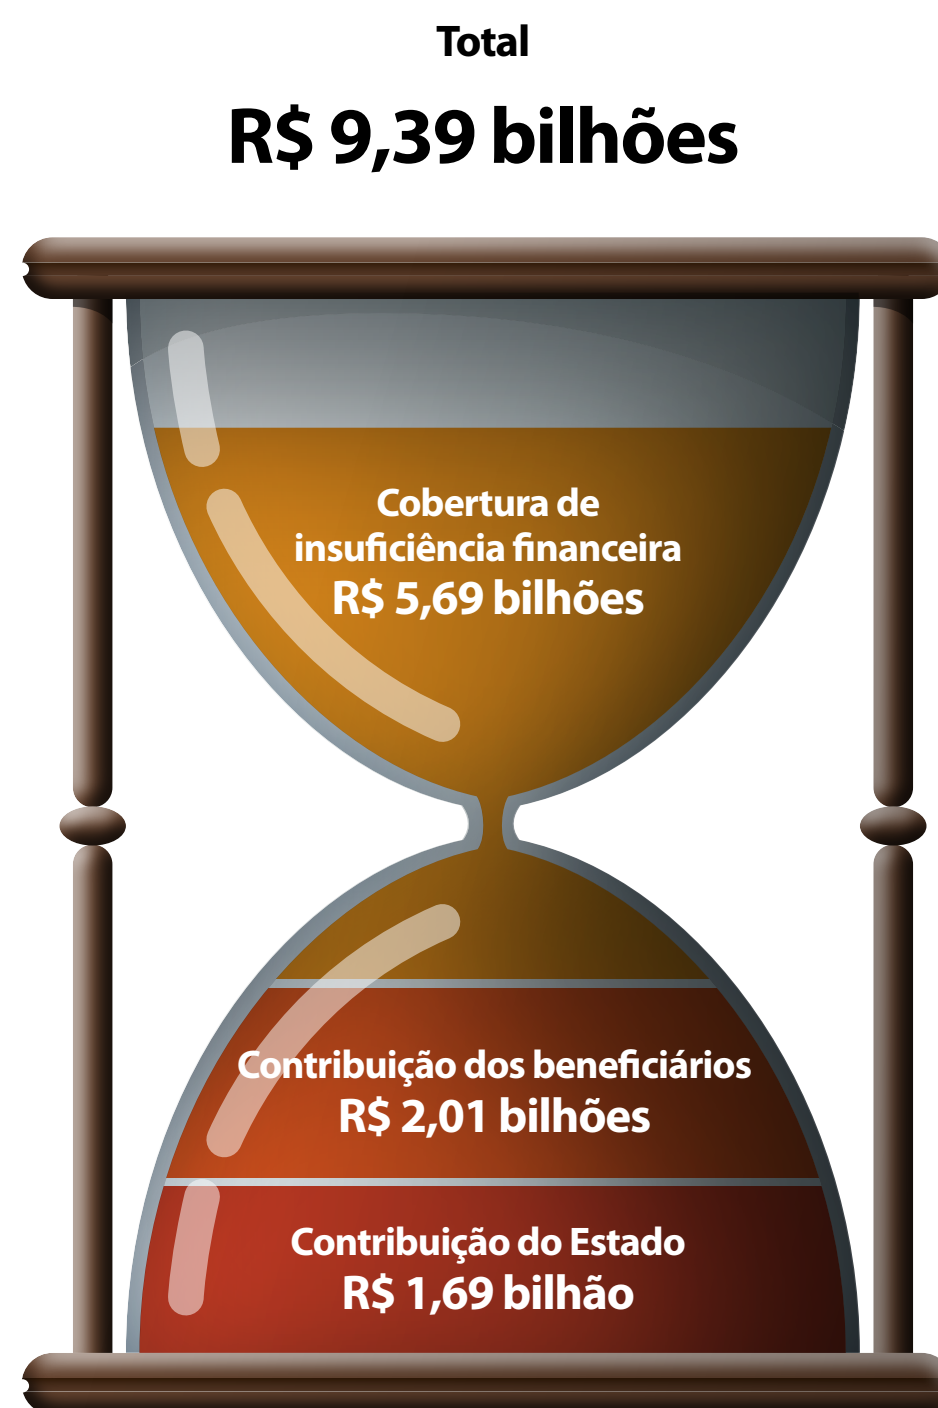 Total
R$ 9,39 bilhões
Cobertura de
insuficiência financeira
R$ 5,69 bilhões
Contribuição dos beneficiários
R$ 2,01 bilhões
Contribuição do Estado
R$ 1,69 bilhão